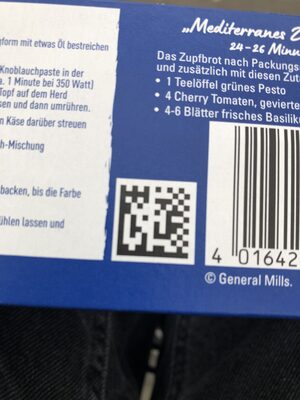 gform mit etwas Öl bestreichen
Knoblauchpaste in der
a. 1 Minute bei 350 Watt)
Topf auf dem Herd
sen und dann umrühren.
n Käse darüber streuen
h-Mischung
backen, bis die Farbe
ühlen lassen und
„Mediterranes Z
24-26 Minu
Das Zupfbrot nach Packungs
und zusätzlich mit diesen Zut
• 1 Teelöffel grünes Pesto
• 4 Cherry Tomaten, gevierte
• 4-6 Blätter frisches Basiliku
4 01642
© General Mills.